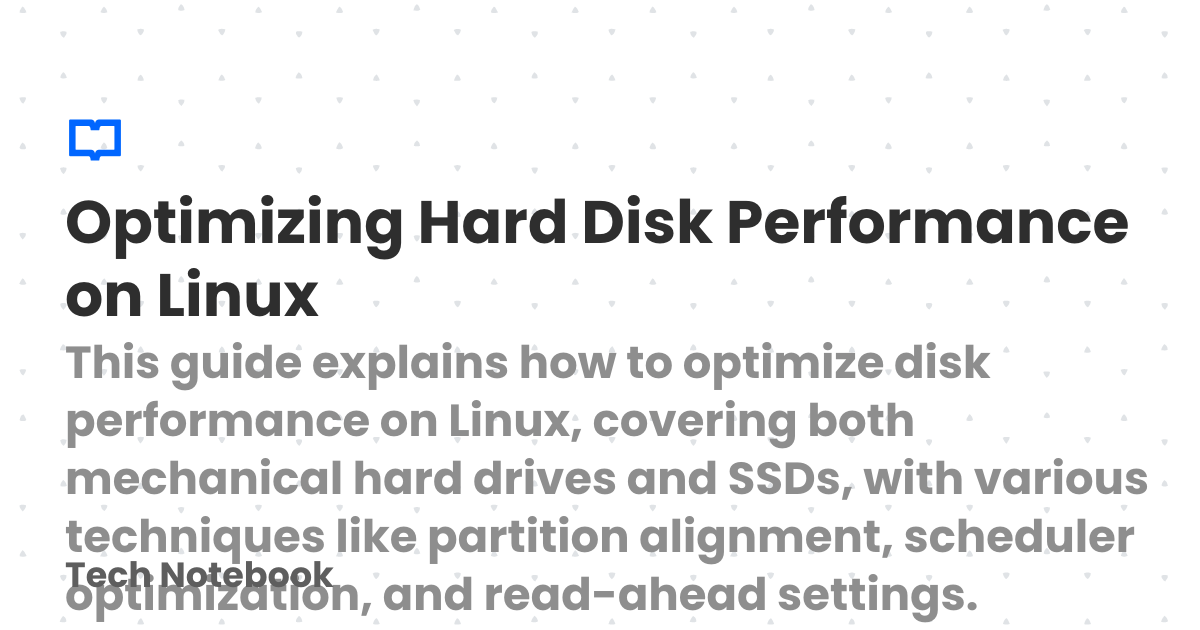 Optimizing Hard Disk Performance
on Linux
This guide explains how to optimize disk
performance on Linux, covering both
mechanical hard drives and SSDs, with various
techniques like partition alignment, scheduler
Tech Notebook
optimization, and read-ahead settings.